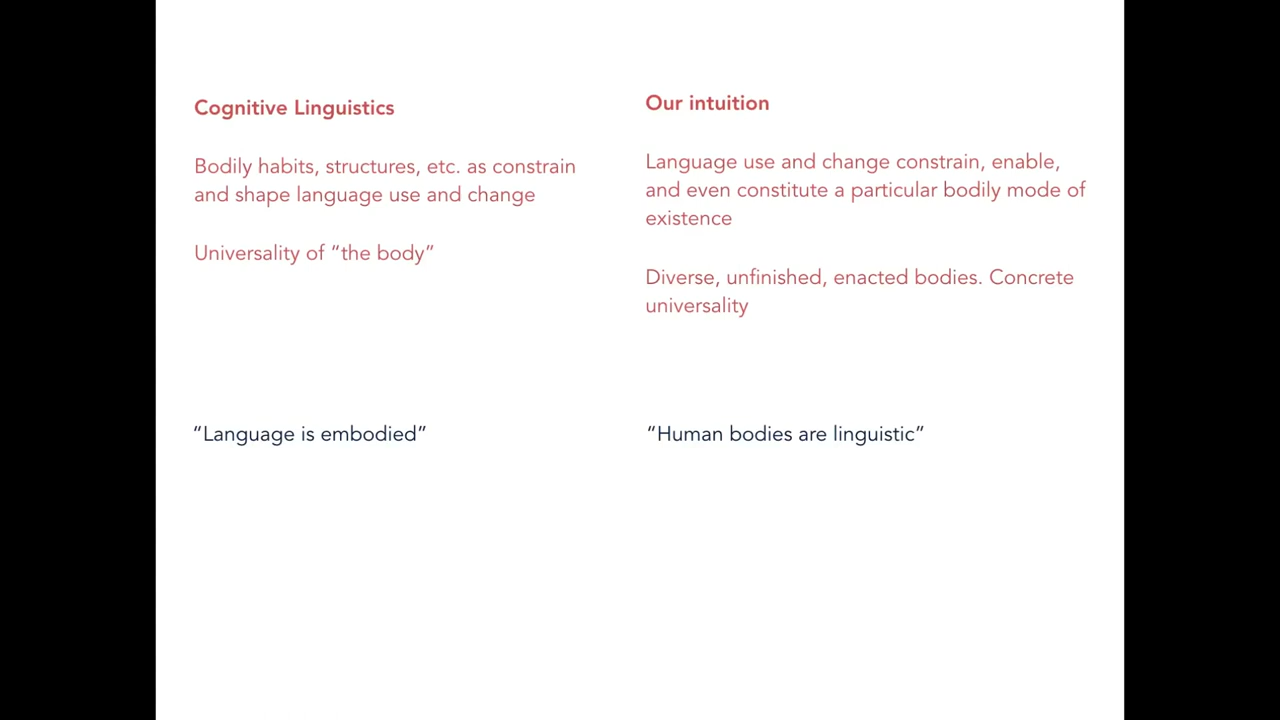 Cognitive Linguistics
Bodily habits, structures, etc. as constrain
and shape language use and change
Universality of “the body”
“Language is embodied”
Our intuition
Language use and change constrain, enable,
and even constitute a particular bodily mode of
existence
Diverse, unfinished, enacted bodies. Concrete
universality
“Human bodies are linguistic”